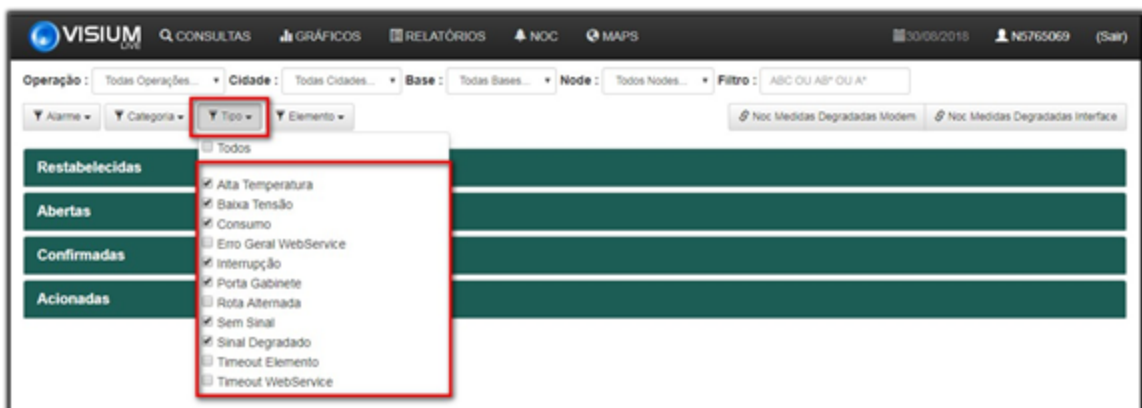 VISIUM LIVE CONSULTAS GRÁFICOS RELATÓRIOS NOC MAPS 30/08/2018 N5765069 (Sair)
Operação : Todas Operações... Cidade : Todas Cidades... Base : Todas Bases... Node : Todos Nodes... Filtro : ABC OU AB* OU A*
Alarme Categoria Tipo Elemento Noc Medidas Degradadas Modem Noc Medidas Degradadas Interface
Todos
Restabelecidas
Alta Temperatura
Abertas
Baixa Tensão
Consumo
Erro Geral WebService
Confirmadas
Interrupção
Porta Gabinete
Acionadas
Rota Alternada
Sem Sinal
Sinal Degradado
Timeout Elemento
Timeout WebService